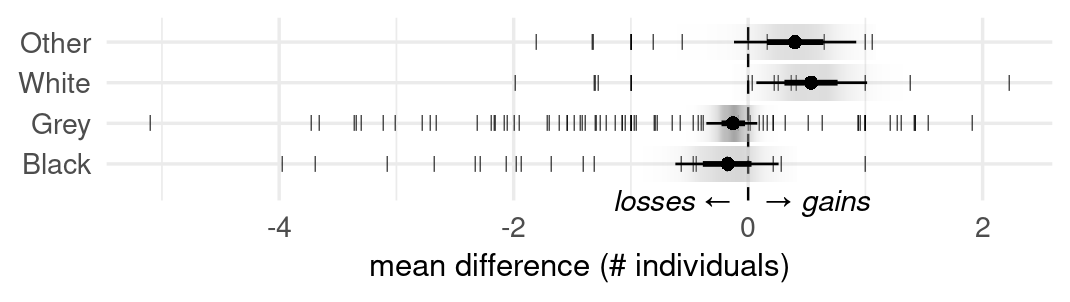 Other
White
Grey
Black
losses ← → gains
-4 -2 0 2
mean difference (# individuals)